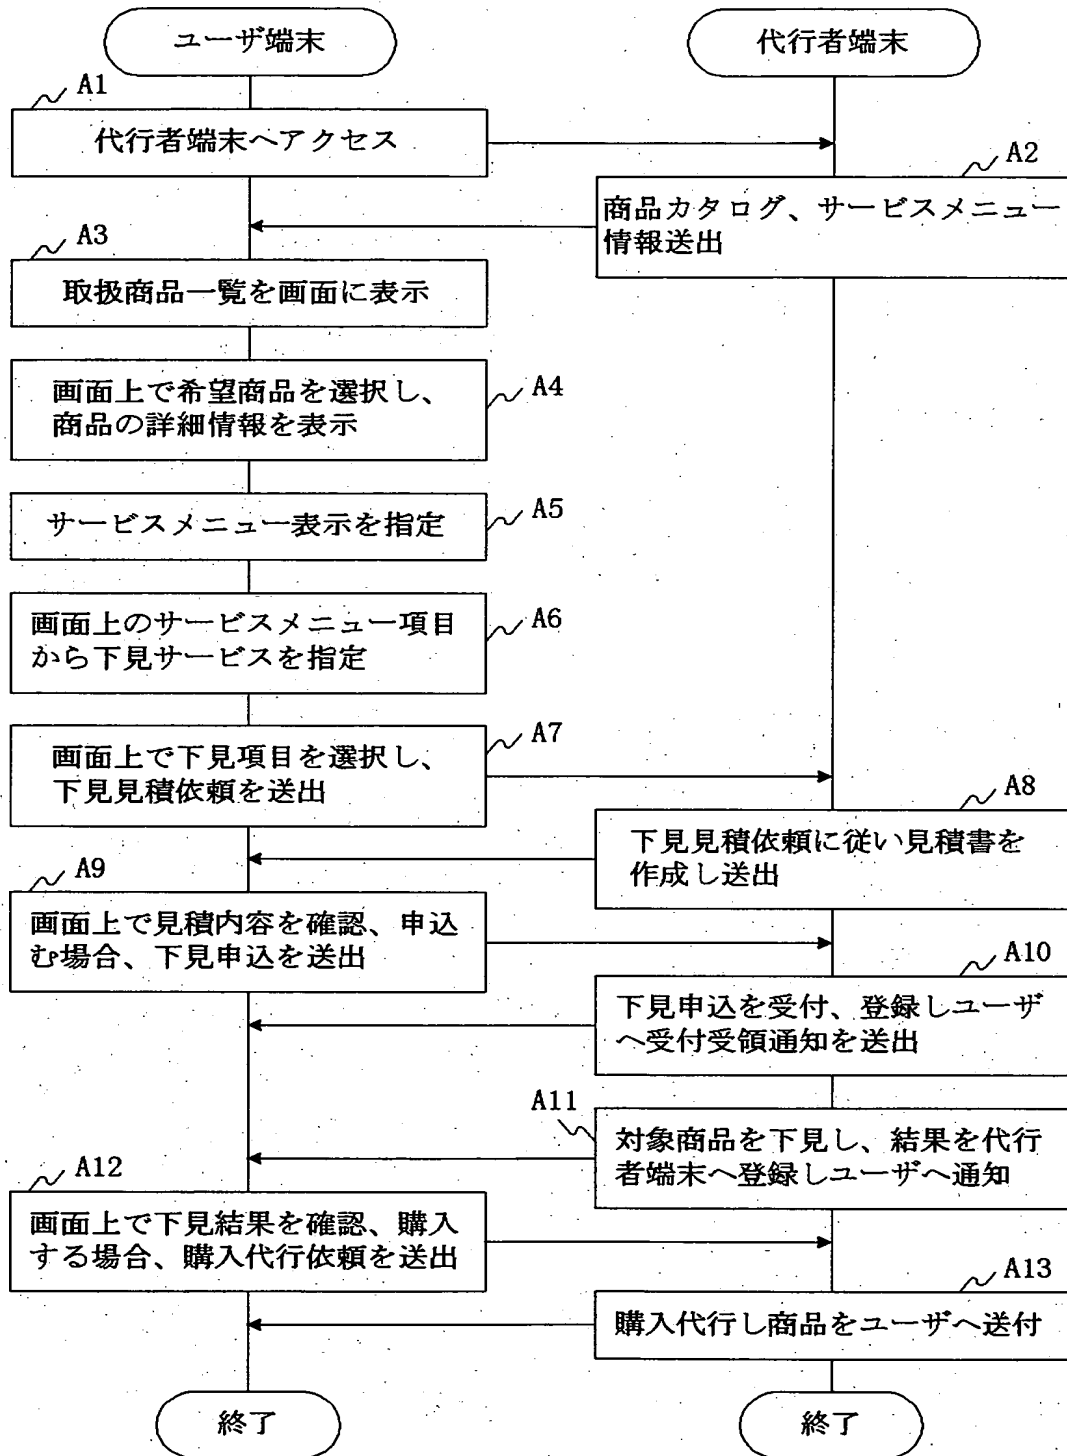 ユーザ端末
代行者端末
A1
代行者端末へアクセス
A2
商品カタログ、サービスメニュー
情報送出
A3
取扱商品一覧を画面に表示
画面上で希望商品を選択し、
商品の詳細情報を表示
A4
サービスメニュー表示を指定
A5
画面上のサービスメニュー項目
から下見サービスを指定
A6
画面上で下見項目を選択し、
下見見積依頼を送出
A7
A8
下見見積依頼に従い見積書を
作成し送出
A9
画面上で見積内容を確認、申込
む場合、下見申込を送出
A10
下見申込を受付、登録しユーザ
へ受付受領通知を送出
A11
対象商品を下見し、結果を代行
者端末へ登録しユーザへ通知
A12
画面上で下見結果を確認、購入
する場合、購入代行依頼を送出
A13
購入代行し商品をユーザへ送付
終了
終了